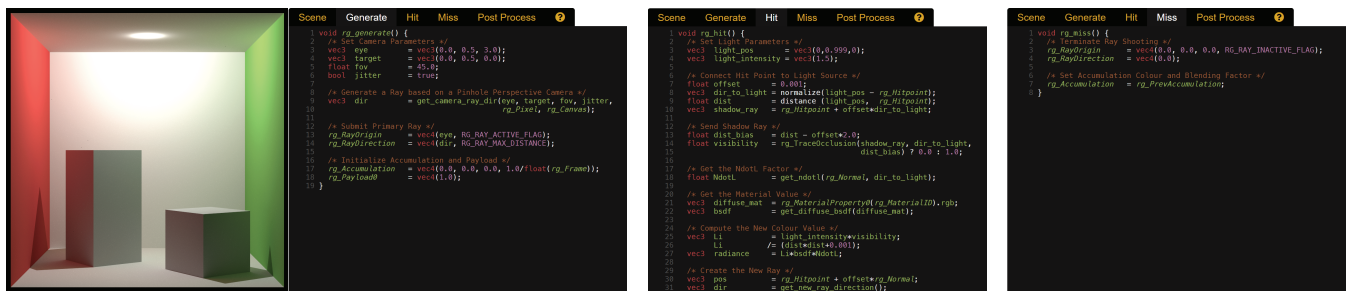 Scene Generate Hit Miss Post Process ?
1 void rg_generate() {
2 /* Set Camera Parameters */
3 vec3 eye = vec3(0.0, 0.5, 3.0);
4 vec3 target = vec3(0.0, 0.5, 0.0);
5 float fov = 45.0;
6 bool jitter = true;
7
8 /* Generate a Ray based on a Pinhole Perspective Camera */
9 vec3 dir = get_camera_ray_dir(eye, target, fov, jitter,
10 rg_Pixel, rg_Canvas);
11
12 /* Submit Primary Ray */
13 rg_RayOrigin = vec4(eye, RG_RAY_ACTIVE_FLAG);
14 rg_RayDirection = vec4(dir, RG_RAY_MAX_DISTANCE);
15
16 /* Initialize Accumulation and Payload */
17 rg_Accumulation = vec4(0.0, 0.0, 0.0, 1.0/float(rg_Frame));
18 rg_Payload0 = vec4(1.0);
19 }
Scene Generate Hit Miss Post Process ?
1 void rg_hit() {
2 /* Set Light Parameters */
3 vec3 light_pos = vec3(0,0.999,0);
4 vec3 light_intensity = vec3(1.5);
5
6 /* Connect Hit Point to Light Source */
7 float offset = 0.001;
8 vec3 dir_to_light = normalize(light_pos - rg_Hitpoint);
9 float dist = distance (light_pos, rg_Hitpoint);
10 vec3 shadow_ray = rg_Hitpoint + offset*dir_to_light;
11
12 /* Send Shadow Ray */
13 float dist_bias = dist - offset*2.0;
14 float visibility = rg_TraceOcclusion(shadow_ray, dir_to_light,
15 dist_bias) ? 0.0 : 1.0;
16
17 /* Get the NdotL Factor */
18 float NdotL = get_ndotl(rg_Normal, dir_to_light);
19
20 /* Get the Material Value */
21 vec3 diffuse_mat = rg_MaterialProperty0(rg_MaterialID).rgb;
22 vec3 bsdf = get_diffuse_bsdf(diffuse_mat);
23
24 /* Compute the New Colour Value */
25 vec3 Li = light_intensity*visibility;
26 Li /= (dist*dist+0.001);
27 vec3 radiance = Li*bsdf*NdotL;
28
29 /* Create the New Ray */
30 vec3 pos = rg_Hitpoint + offset*rg_Normal;
31 vec3 dir = get_new_ray_direction();
Scene Generate Hit Miss Post Process ?
1 void rg_miss() {
2 /* Terminate Ray Shooting */
3 rg_RayOrigin = vec4(0.0, 0.0, 0.0, RG_INACTIVE_FLAG);
4 rg_RayDirection = vec4(0.0);
5
6 /* Set Accumulation Colour and Blending Factor */
7 rg_Accumulation = rg_PrevAccumulation;
8 }